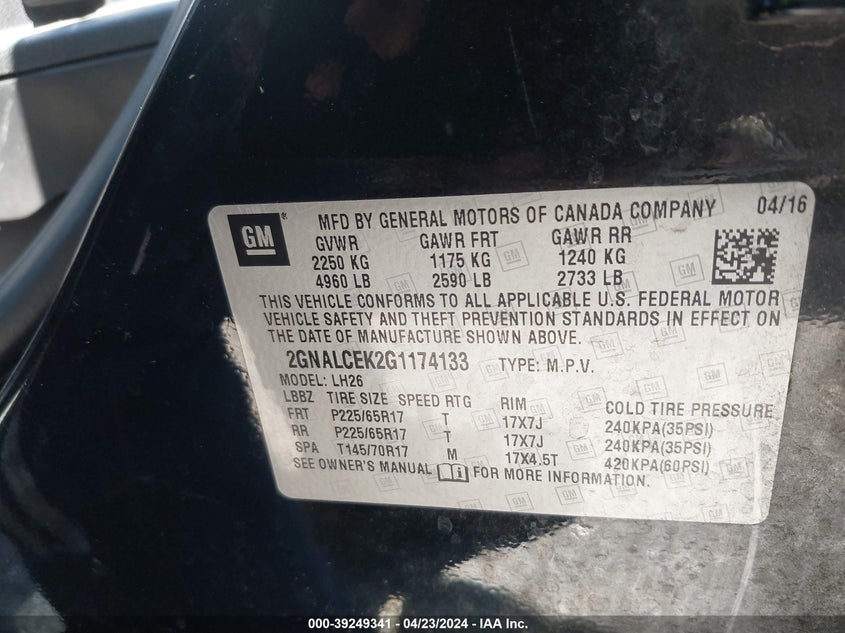 GM ® MFD BY GENERAL MOTORS OF CANADA COMPANY 04/16
GVWR GAWR FRT GAWR RR
2250 KG 1175 KG 1240 KG
4960 LB 2590 LB 2733 LB
THIS VEHICLE CONFORMS TO ALL APPLICABLE U.S. FEDERAL MOTOR
VEHICLE SAFETY AND THEFT PREVENTION STANDARDS IN EFFECT ON
THE DATE OF MANUFACTURE SHOWN ABOVE.
2GNALCEK2G1174133 TYPE: M.P.V.
MODEL: LH26
LBBZ TIRE SIZE SPEED RTG RIM COLD TIRE PRESSURE
FRT P225/65R17 T 17X7J 240KPA(35PSI)
RR P225/65R17 T 17X7J 240KPA(35PSI)
SPA T145/70R17 M 17X4.5T 420KPA(60PSI)
SEE OWNER'S MANUAL FOR MORE INFORMATION.
000-39249341 - 04/23/2024 - IAA Inc.